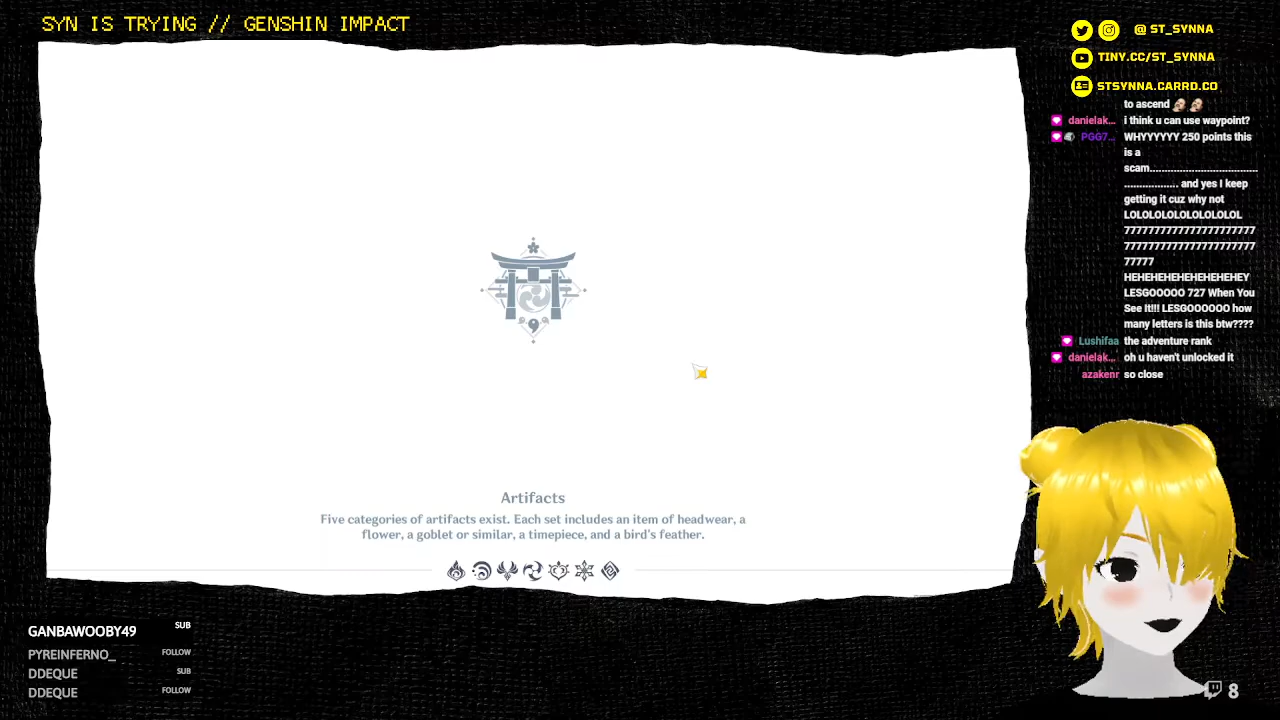 SYN IS TRYING // GENSHIN IMPACT
@ ST_SYNNA
TINY.CC/ST_SYNNA
STSYNNA.CARRD.CO
to ascend
danielak... i think u can use waypoint?
PGG7... WHYYYYYY 250 points this
is a
scam..................................
.................. and yes I keep
getting it cuz why not
LOLOLOLOLOLOLOLOLOL
7777777777777777777777
7777777777777777777777
77777
HEHEHEHEHEHEHEHEHEY
LESGOOOOO 727 When You
See It!!! LESGOOOOOO how
many letters is this btw????
Lushifaa the adventure rank
danielak... oh u haven't unlocked it
azakenr so close
Artifacts
Five categories of artifacts exist. Each set includes an item of headwear, a
flower, a goblet or similar, a timepiece, and a bird's feather.
GANBAWOOBY49 SUB
PYREINFERNO_ FOLLOW
DDEQUE SUB
DDEQUE FOLLOW
8